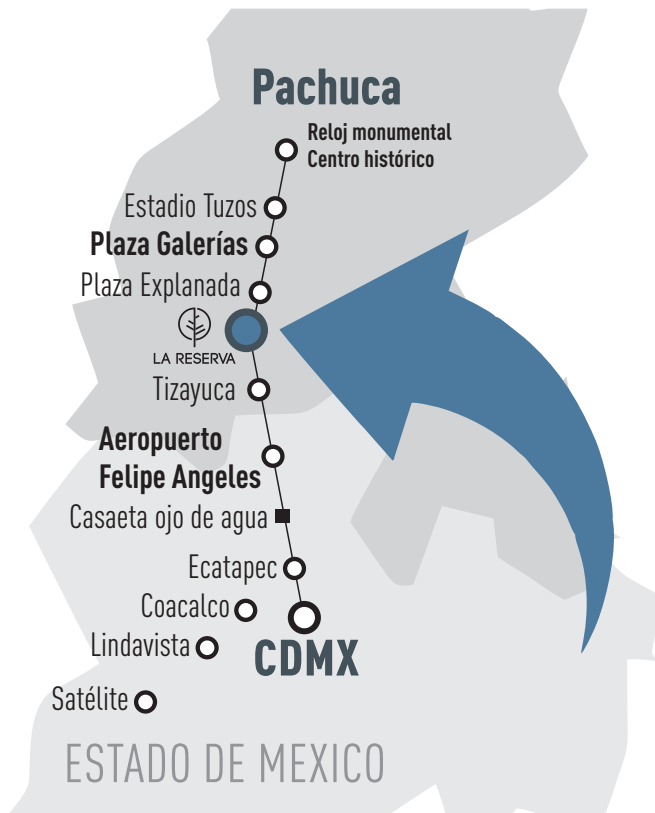 Pachuca
Reloj monumental
Centro histórico
Estadio Tuzos
Plaza Galerías
Plaza Explanada
LA RESERVA
Tizayuca
Aeropuerto
Felipe Angeles
Casaeta ojo de agua
Ecatapec
Coacalco
Lindavista
CDMX
Satélite
ESTADO DE MEXICO